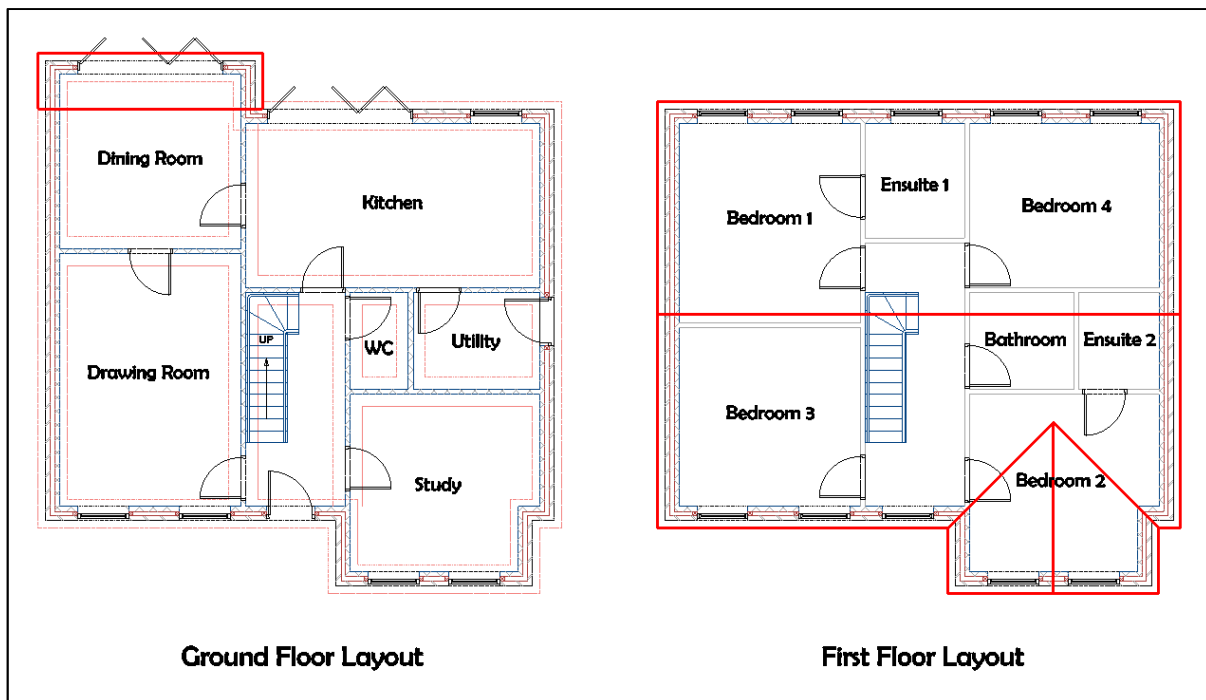 Dining Room
Kitchen
UP
WC
Utility
Drawing Room
Study
Ground Floor Layout
Bedroom 1
Ensuite 1
Bedroom 4
Bathroom
Ensuite 2
Bedroom 3
Bedroom 2
First Floor Layout